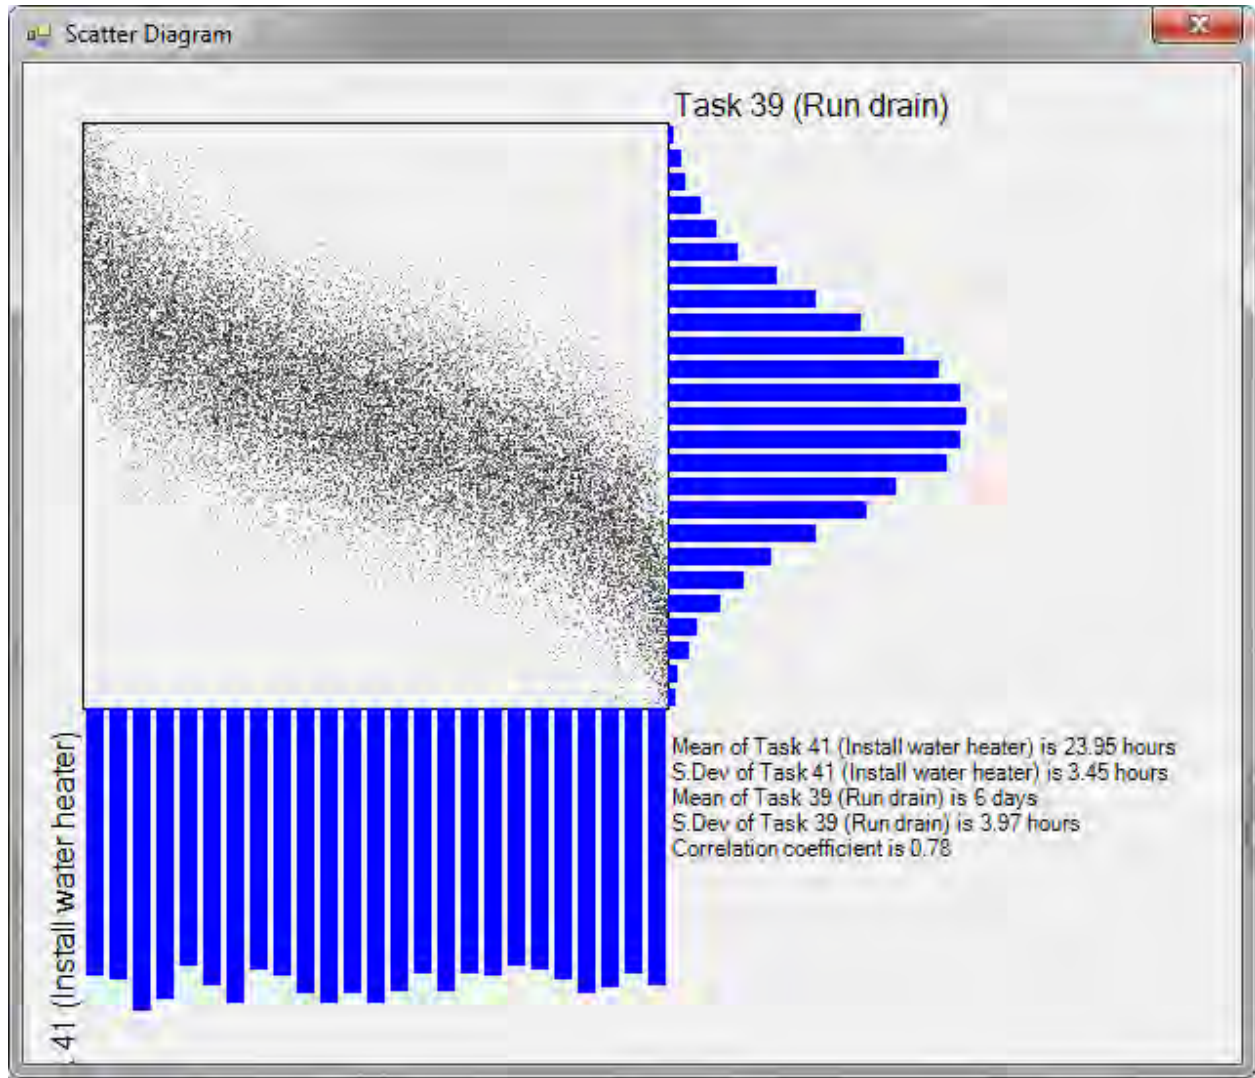 Scatter Diagram
Task 39 (Run drain)
. 41 (Install water heater)
Mean of Task 41 (Install water heater) is 23.95 hours
S.Dev of Task 41 (Install water heater) is 3.45 hours
Mean of Task 39 (Run drain) is 6 days
S.Dev of Task 39 (Run drain) is 3.97 hours
Correlation coefficient is 0.78